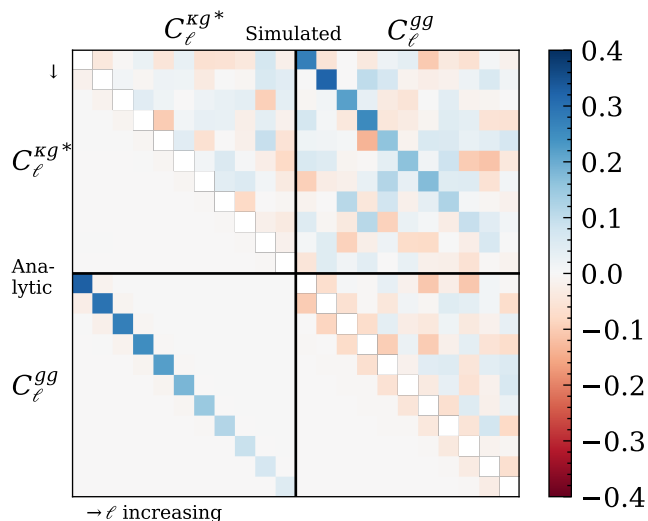 C_ℓ^{κg*} Simulated C_ℓ^{gg}
↓
C_ℓ^{κg*}
Ana-
lytic
C_ℓ^{gg}
→ ℓ increasing
0.4
0.3
0.2
0.1
0.0
−0.1
−0.2
−0.3
−0.4